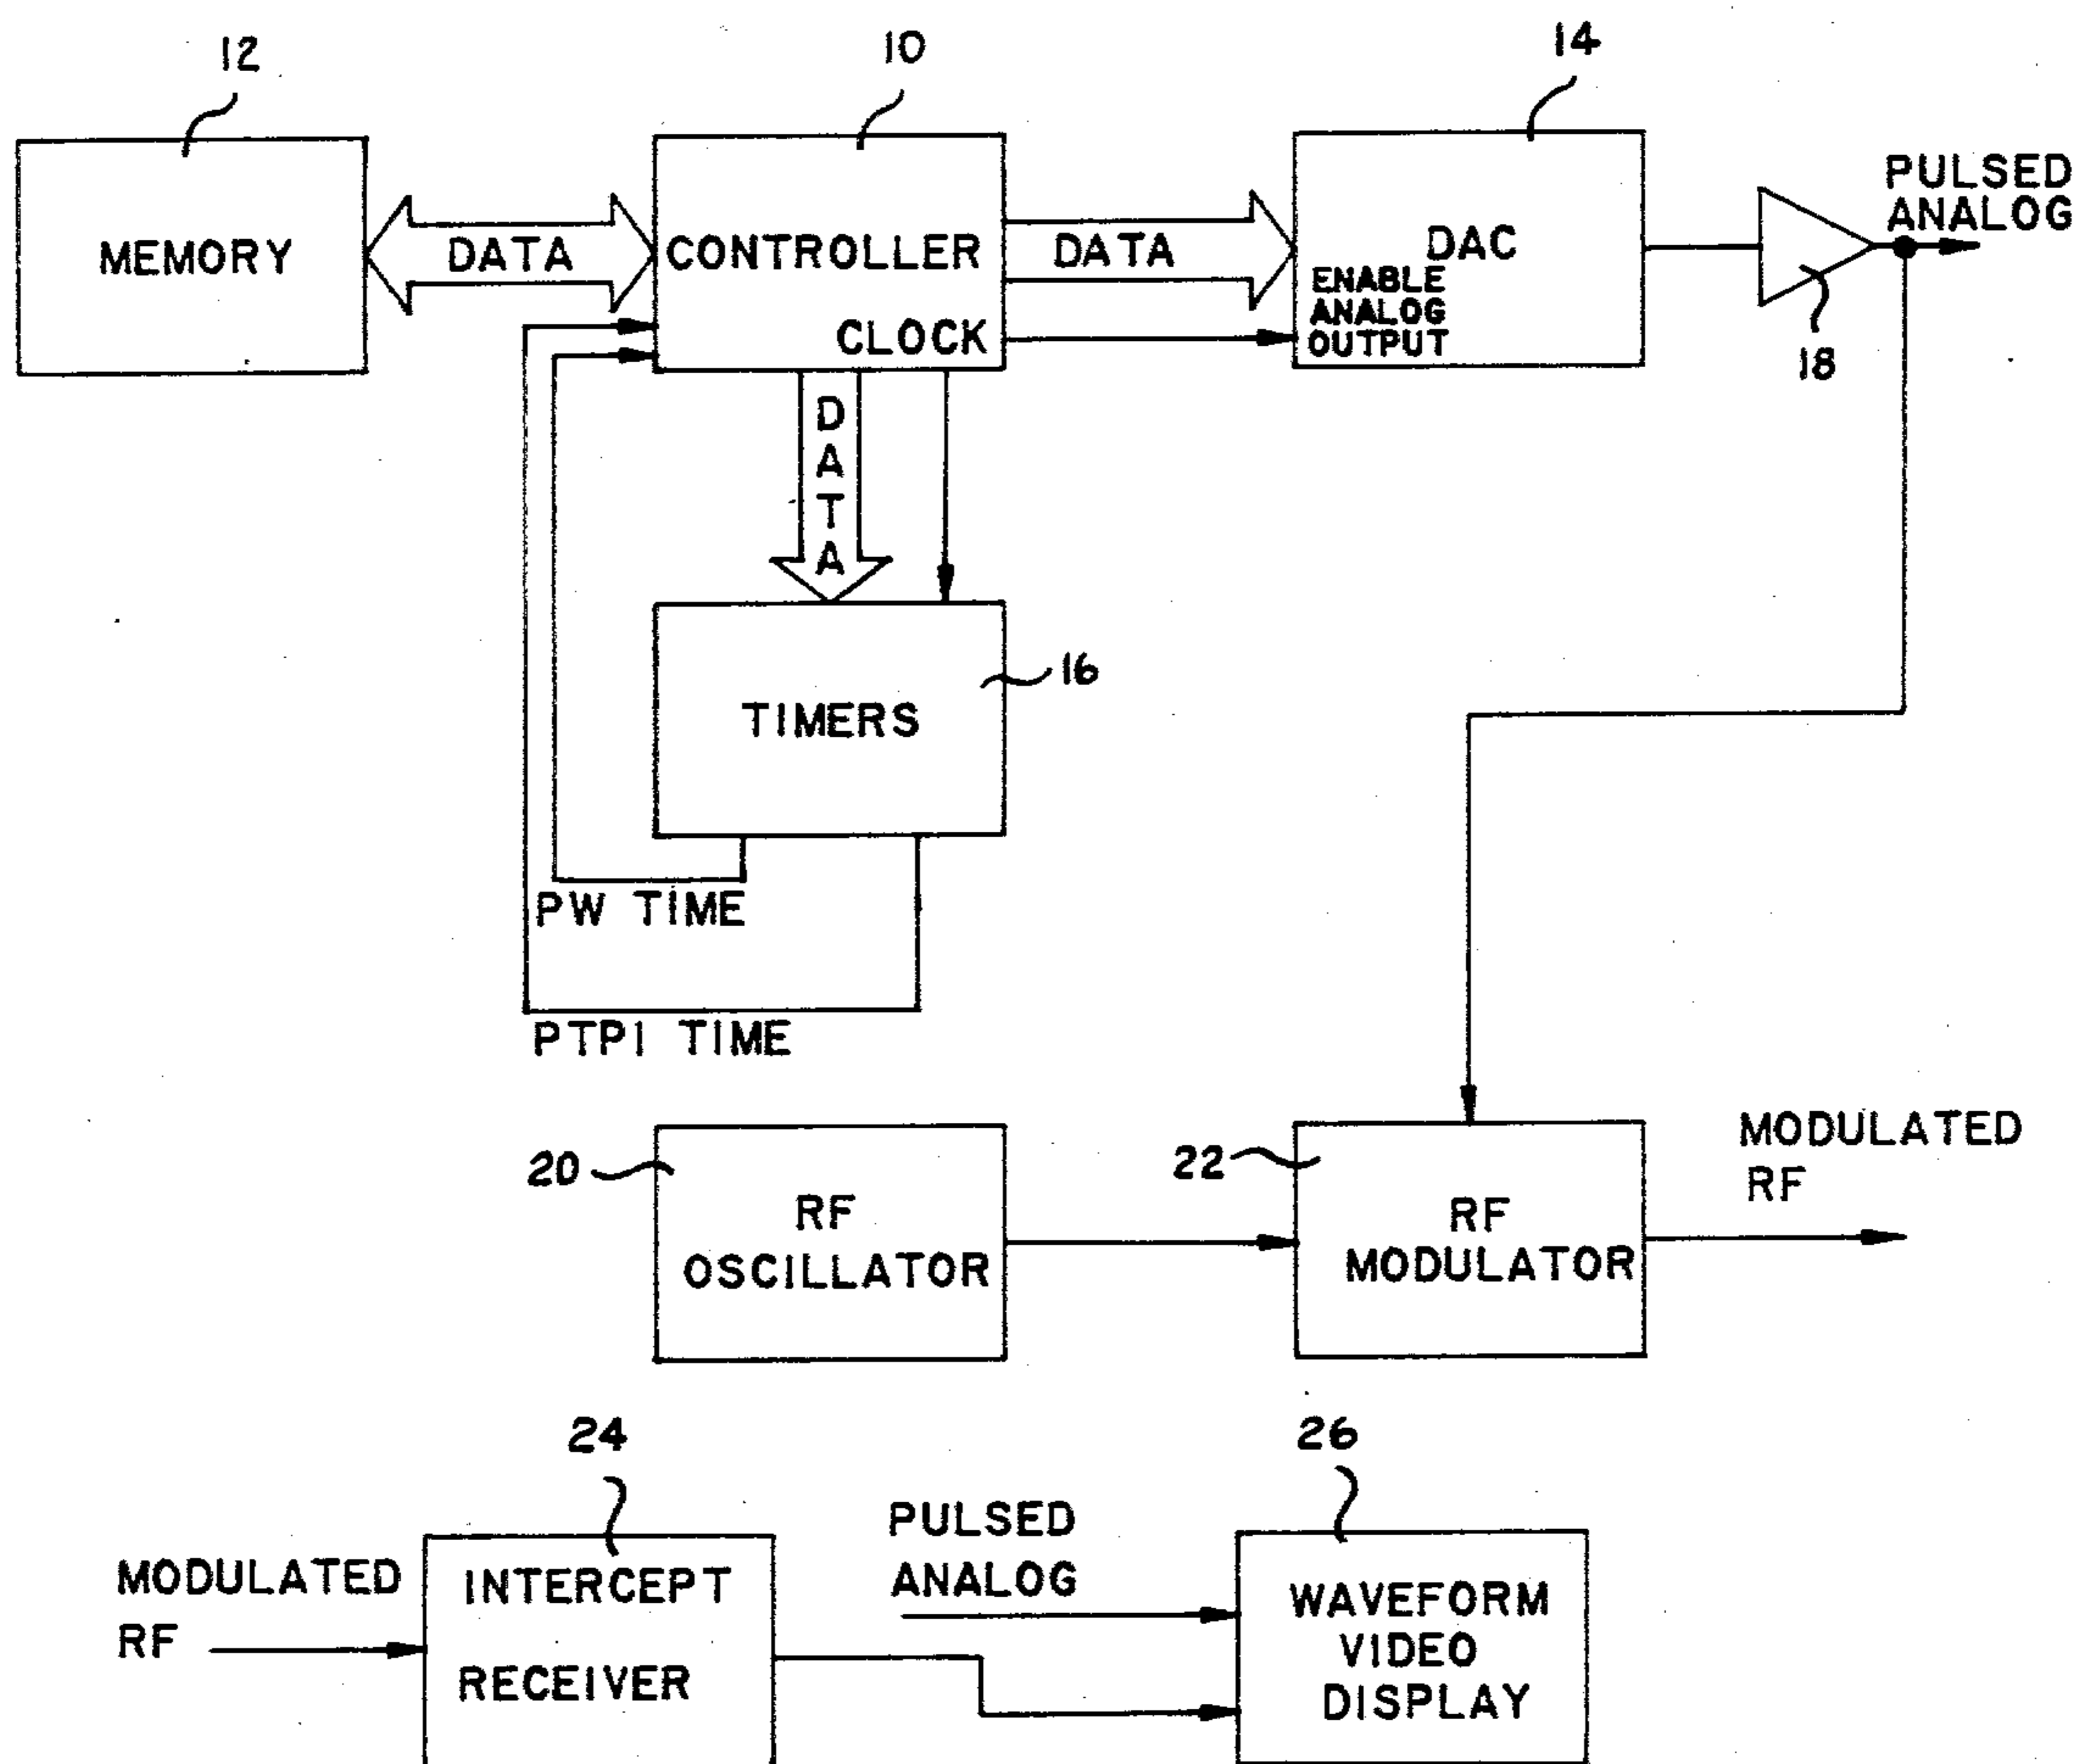 12
10
14
MEMORY
DATA
CONTROLLER
CLOCK
DATA
DAC
ENABLE
ANALOG
OUTPUT
PULSED
ANALOG
18
DATA
TIMERS
16
PW TIME
PTPI TIME
20
RF
OSCILLATOR
22
RF
MODULATOR
MODULATED
RF
24
26
MODULATED
RF
INTERCEPT
RECEIVER
PULSED
ANALOG
WAVEFORM
VIDEO
DISPLAY